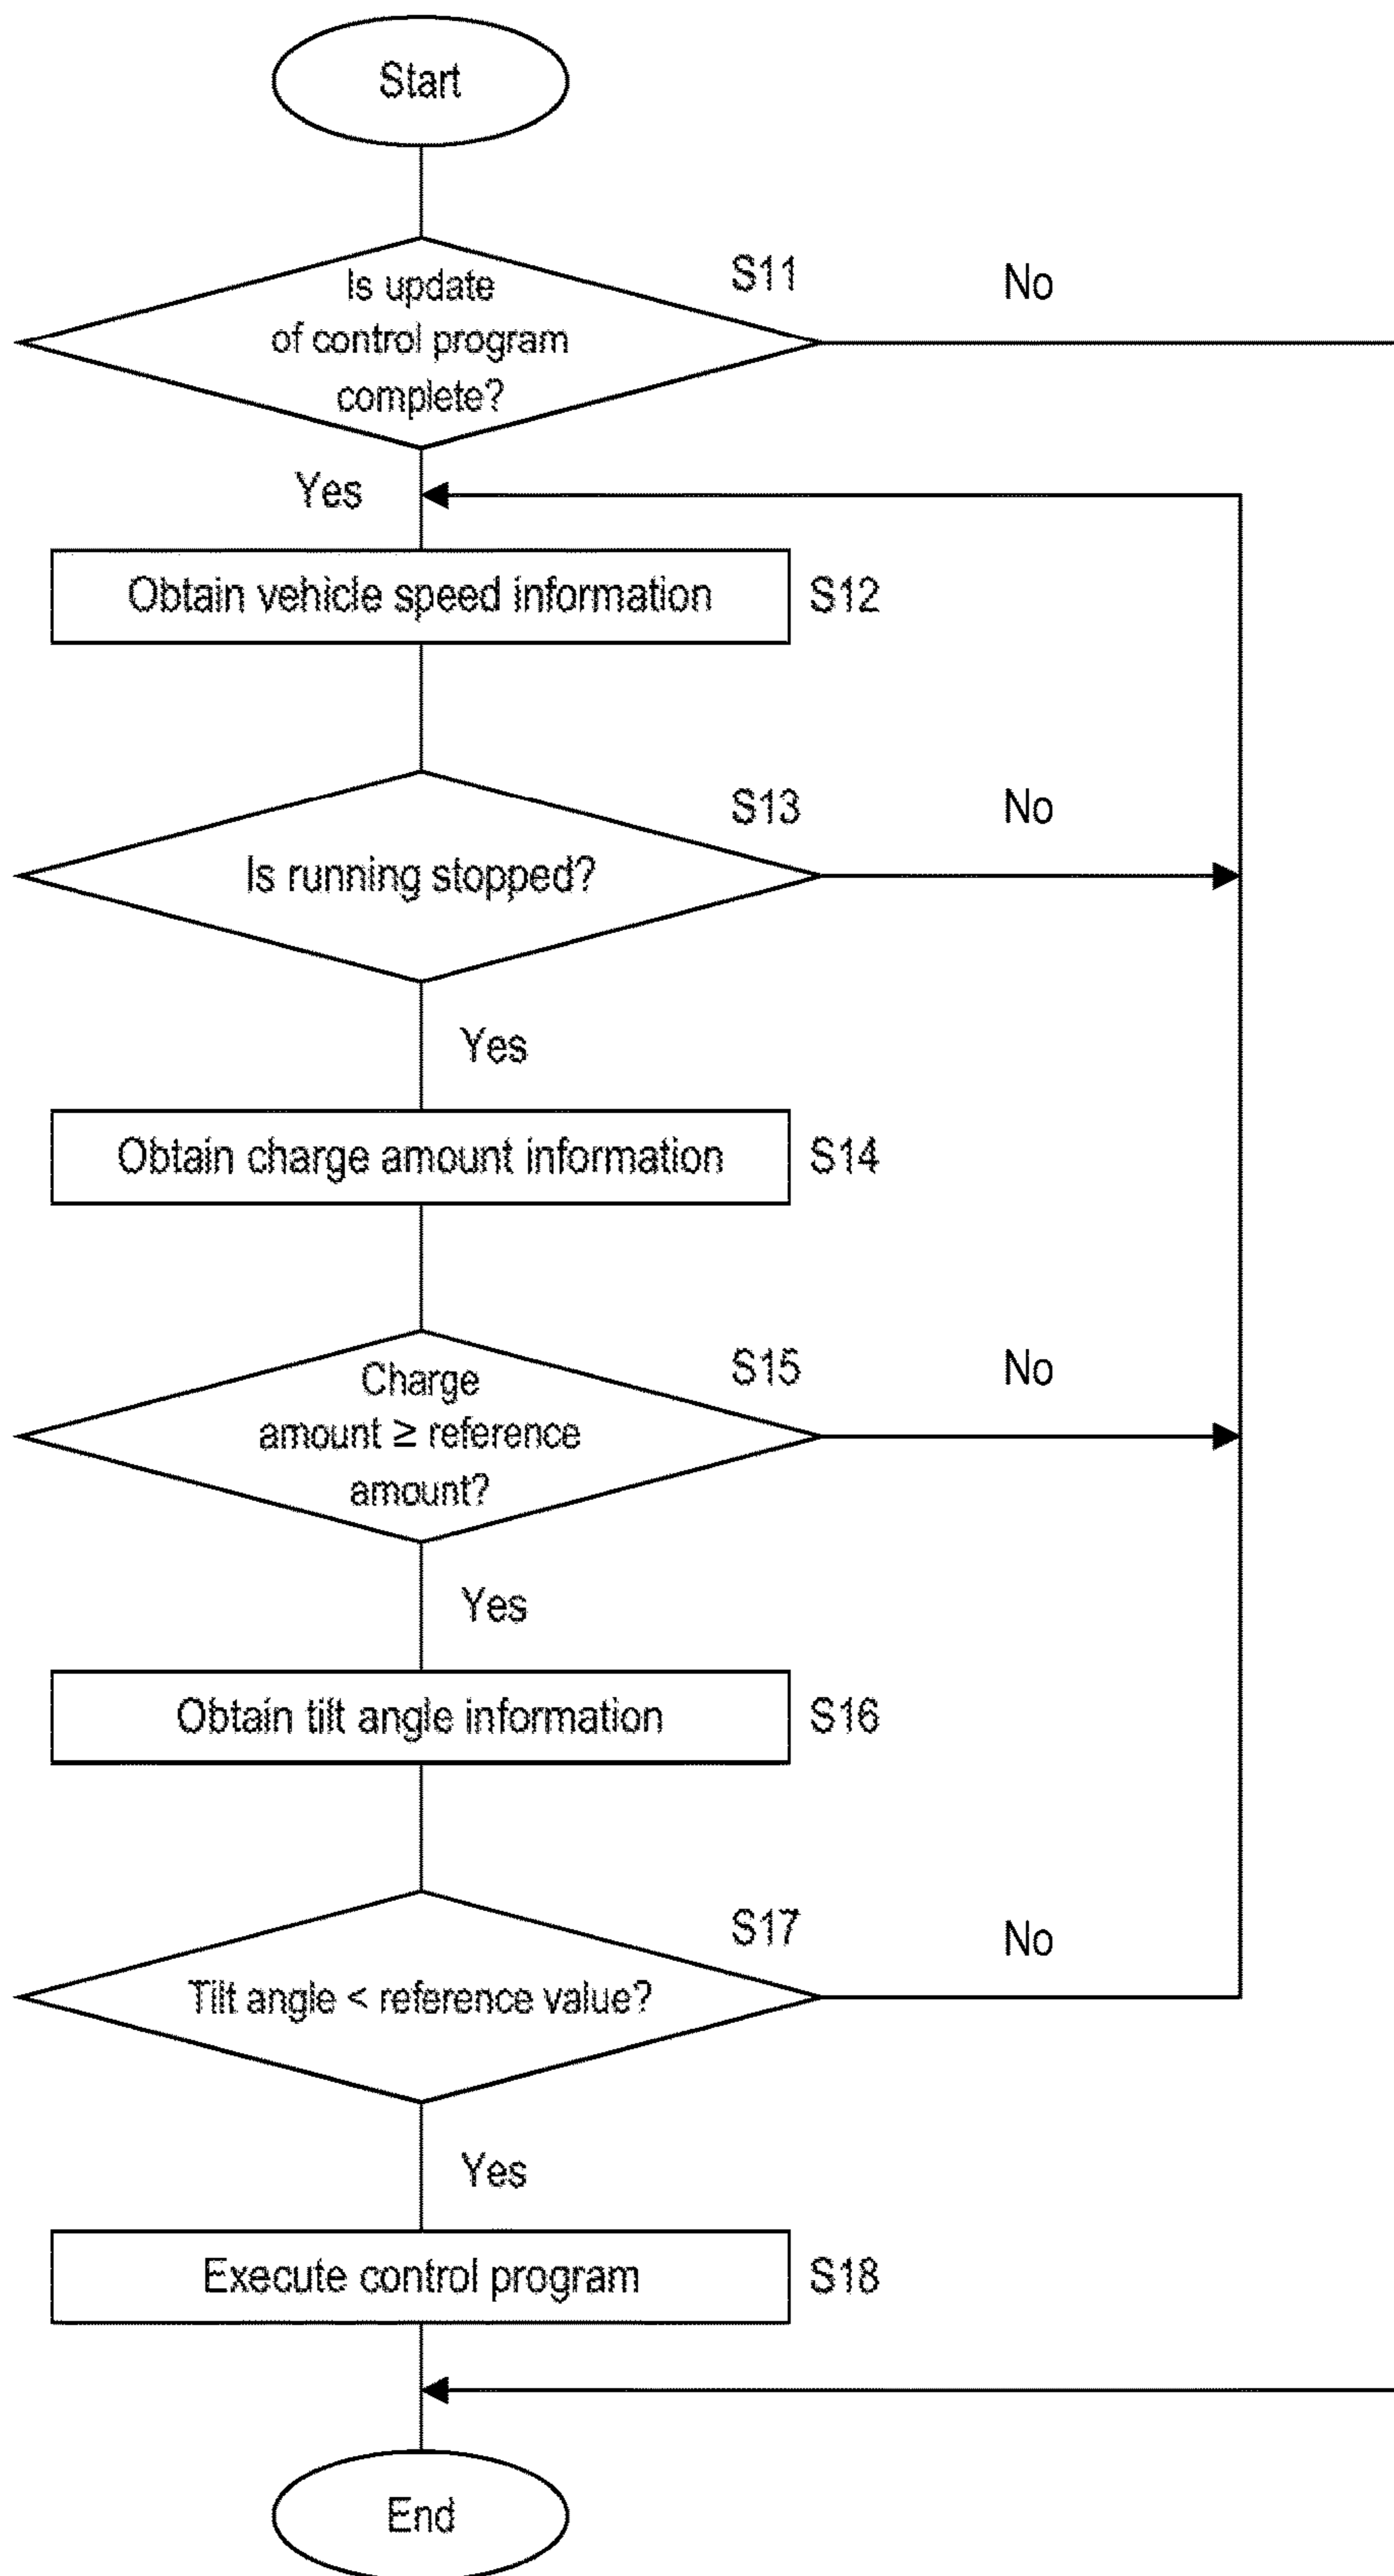 Start
Is update
of control program
complete?
S11
No
Yes
Obtain vehicle speed information
S12
Is running stopped?
S13
No
Yes
Obtain charge amount information
S14
Charge
amount ≥ reference
amount?
S15
No
Yes
Obtain tilt angle information
S16
Tilt angle < reference value?
S17
No
Yes
Execute control program
S18
End